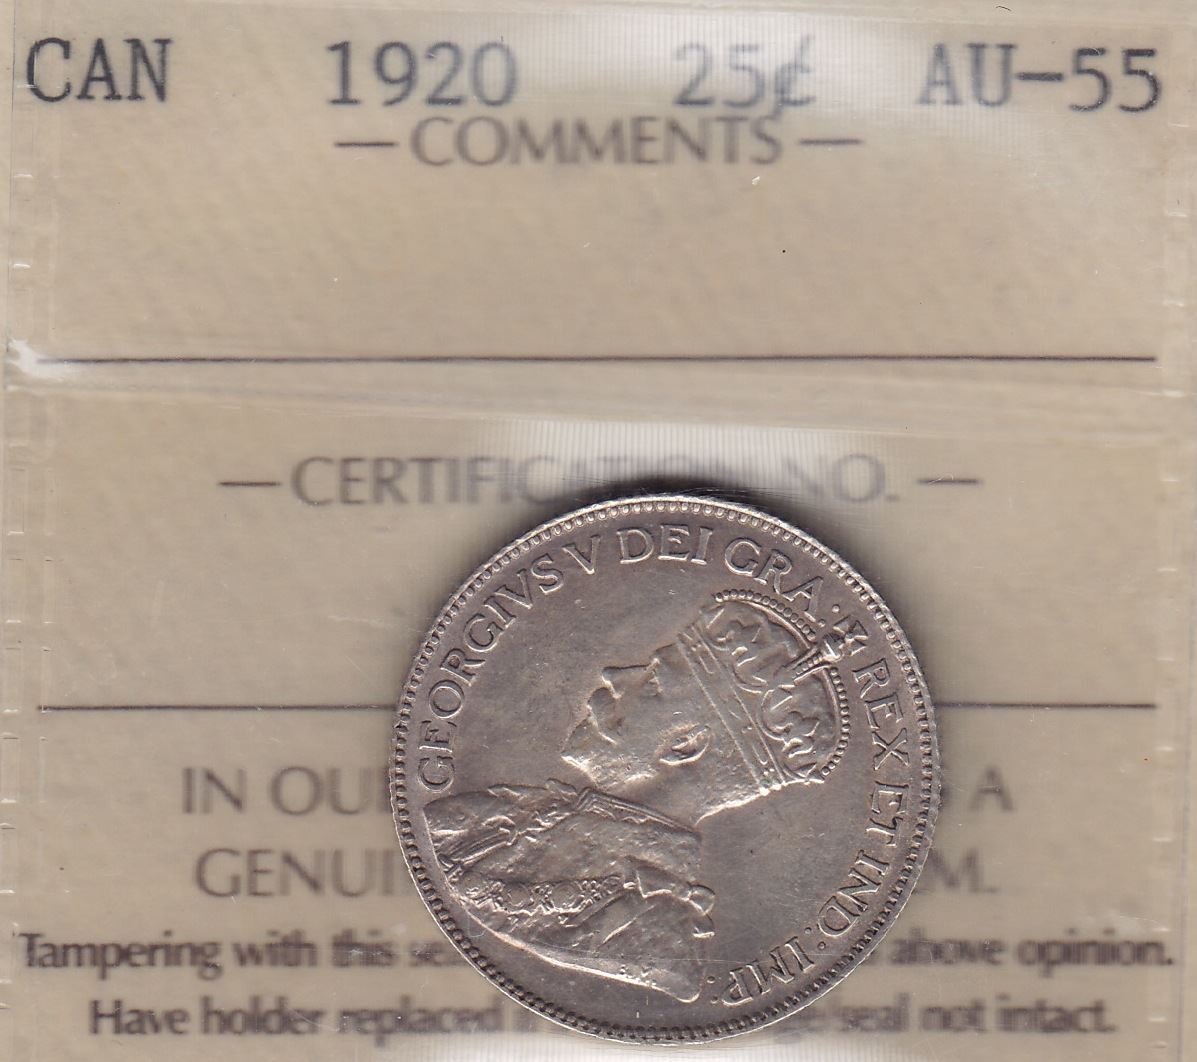 CAN 1920 25¢ AU-55
— COMMENTS —
— CERTIFICATION NO. —
GEORGIVS V DEI GRA: REX ET IND: IMP:
B.M.
IN OU A
GENUI M.
Tampering with this se above opinion.
Have holder replaced seal not intact.